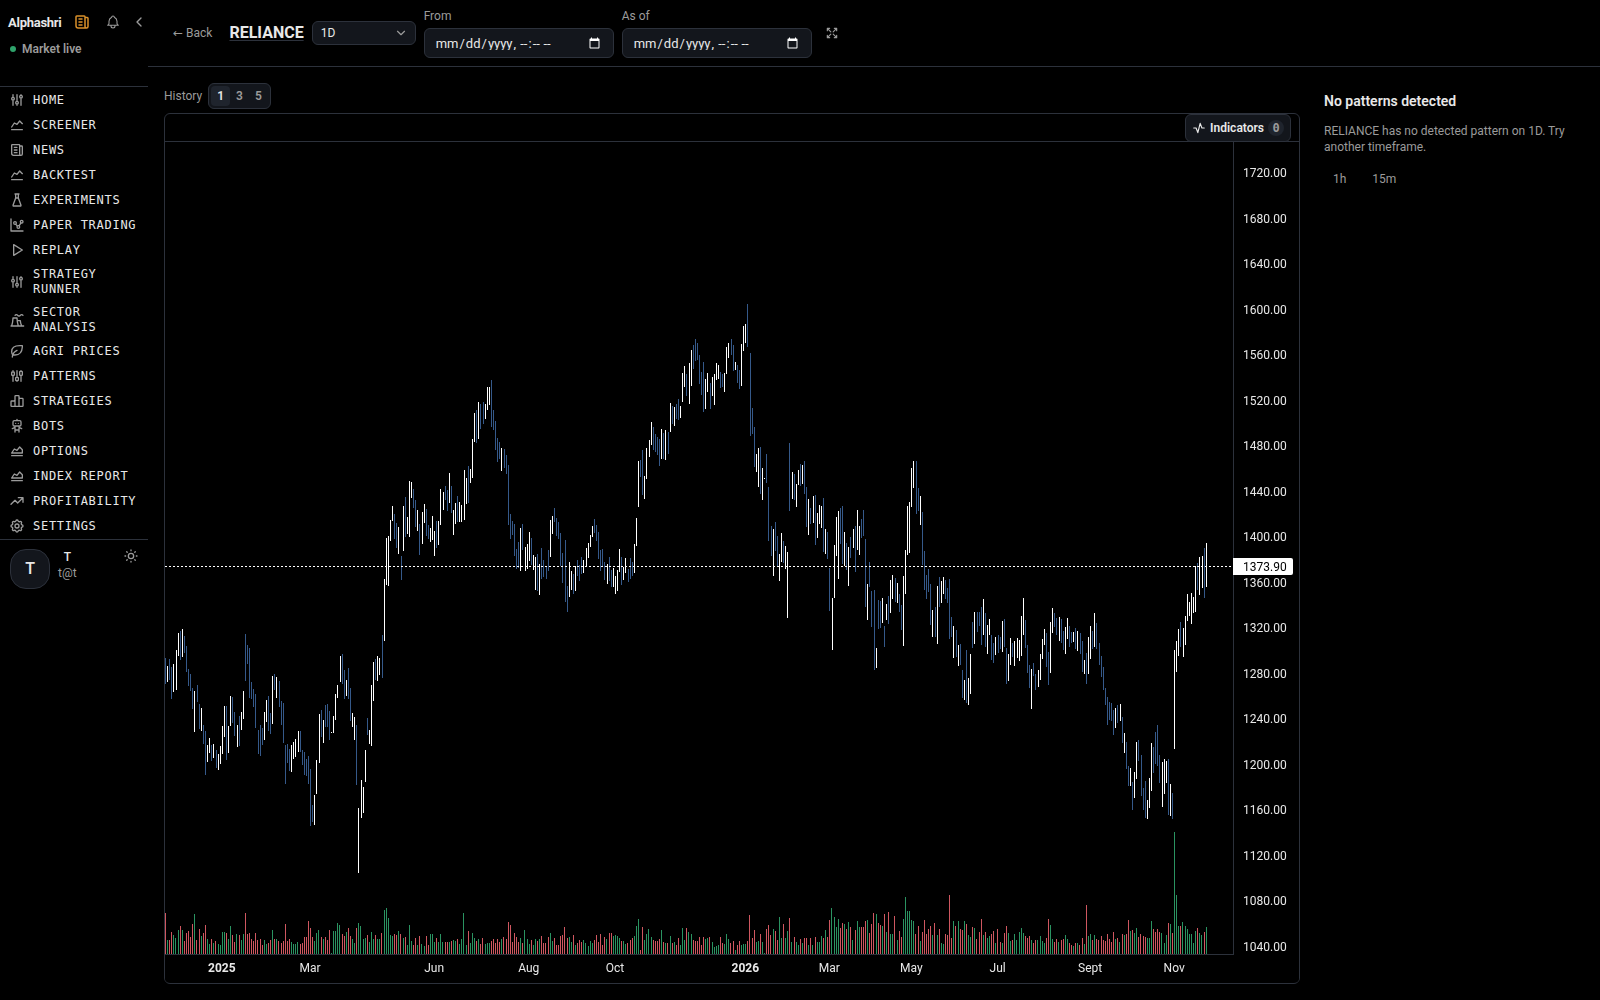 Alphashri
Market live
← Back
RELIANCE
1D
From
mm/dd/yyyy, --:-- --
As of
mm/dd/yyyy, --:-- --
HOME
SCREENER
NEWS
BACKTEST
EXPERIMENTS
PAPER TRADING
REPLAY
STRATEGY
RUNNER
SECTOR
ANALYSIS
AGRI PRICES
PATTERNS
STRATEGIES
BOTS
OPTIONS
INDEX REPORT
PROFITABILITY
SETTINGS
T
T
t@t
History 1 3 5
Indicators 0
1720.00
1680.00
1640.00
1600.00
1560.00
1520.00
1480.00
1440.00
1400.00
1373.90
1360.00
1320.00
1280.00
1240.00
1200.00
1160.00
1120.00
1080.00
1040.00
2025 Mar Jun Aug Oct 2026 Mar May Jul Sept Nov
No patterns detected
RELIANCE has no detected pattern on 1D. Try
another timeframe.
1h 15m